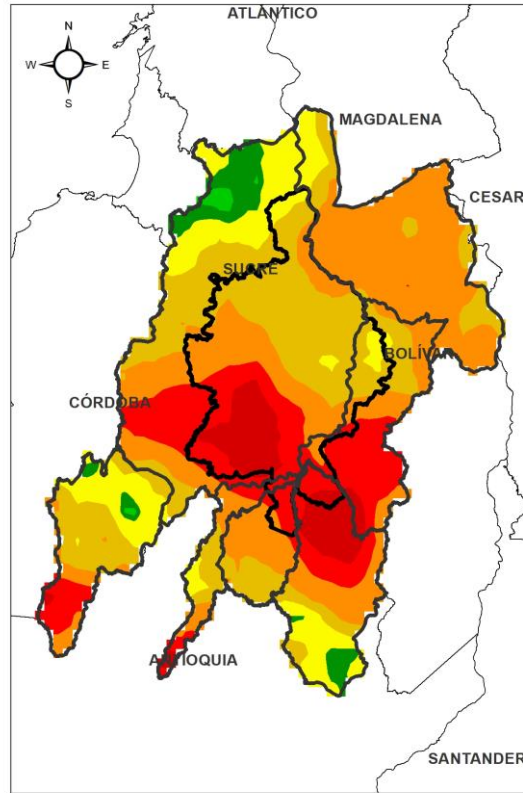 ATLÁNTICO
N
W E
S
MAGDALENA
CESAR
SUCRE
BOLÍVAR
CÓRDOBA
ANTIOQUIA
SANTANDER